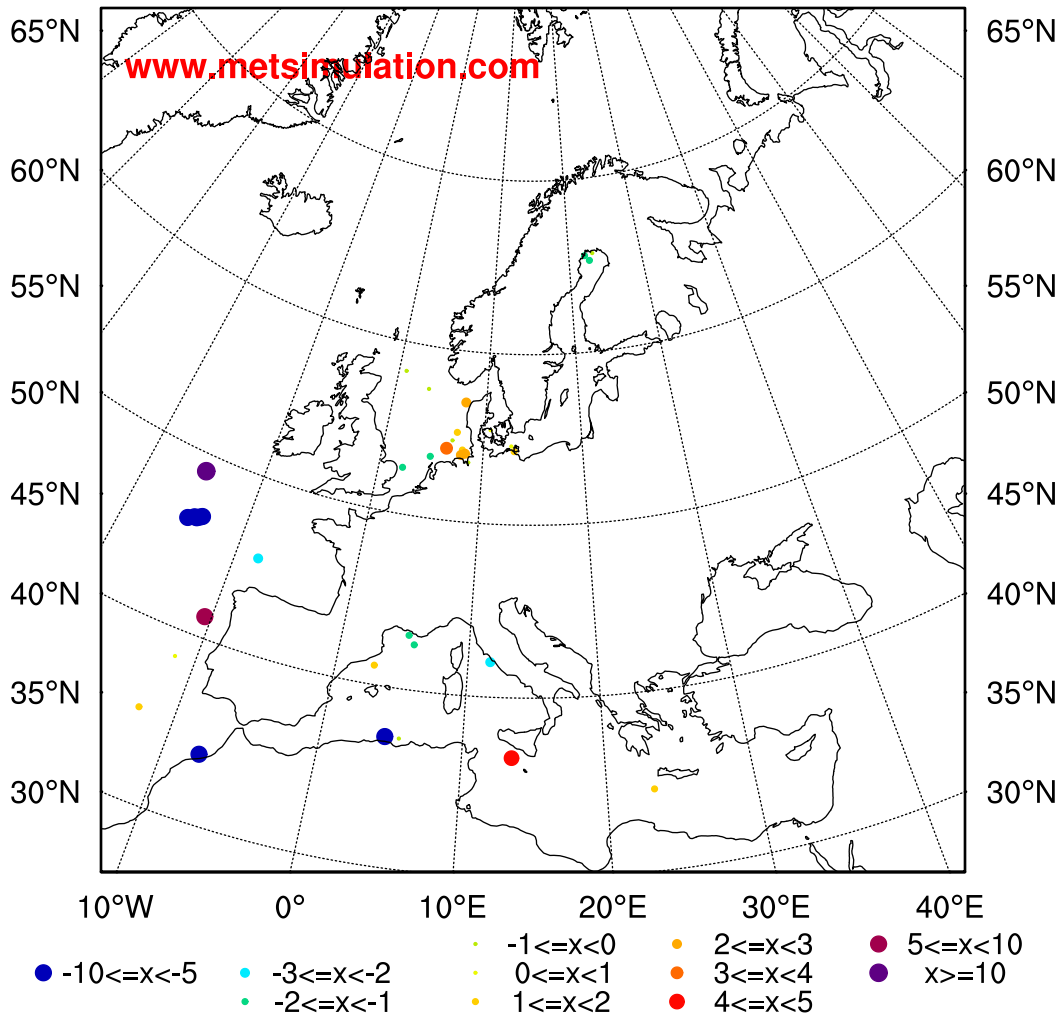 65°N 65°N
www.metsimulation.com
60°N 60°N
55°N 55°N
50°N 50°N
45°N 45°N
40°N 40°N
35°N 35°N
30°N 30°N
10°W 0° 10°E 20°E 30°E 40°E
-1<=x<0 2<=x<3 5<=x<10
-10<=x<-5 -3<=x<-2 0<=x<1 3<=x<4 x>=10
-2<=x<-1 1<=x<2 4<=x<5